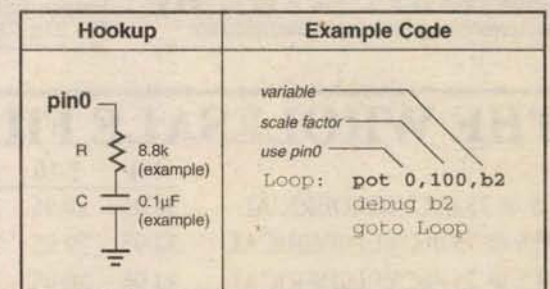 Hookup
Example Code
pin0
R 8.8k
(example)
C 0.1µF
(example)
variable
scale factor
use pin0
Loop: pot 0,100,b2
debug b2
goto Loop